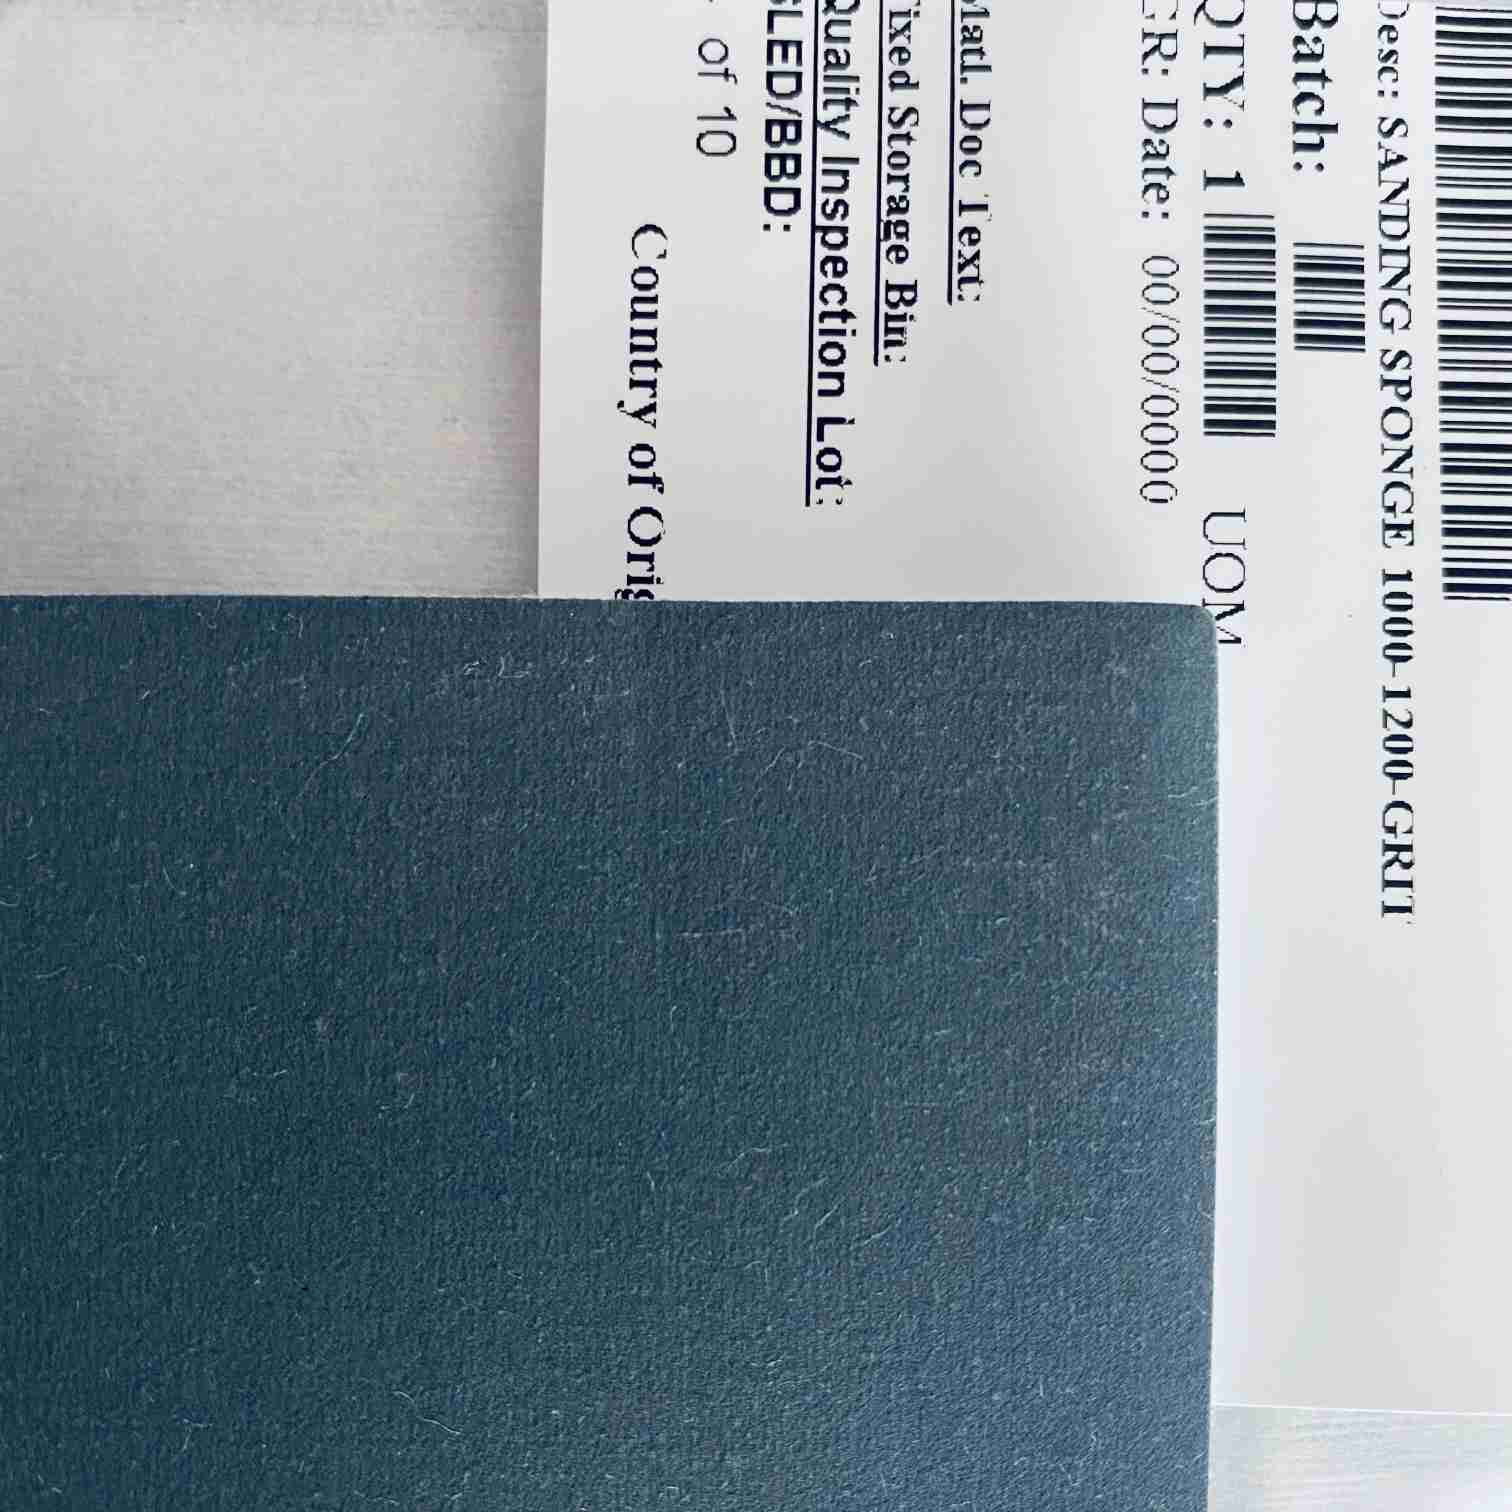 Desc: SANDING SPONGE 1000-1200-GRIT
Batch:
QTY: 1 UOM
GR: Date: 00/00/0000
Matl. Doc Text:
Fixed Storage Bin:
Quality Inspection Lot:
SLED/BBD:
of 10
Country of Orig